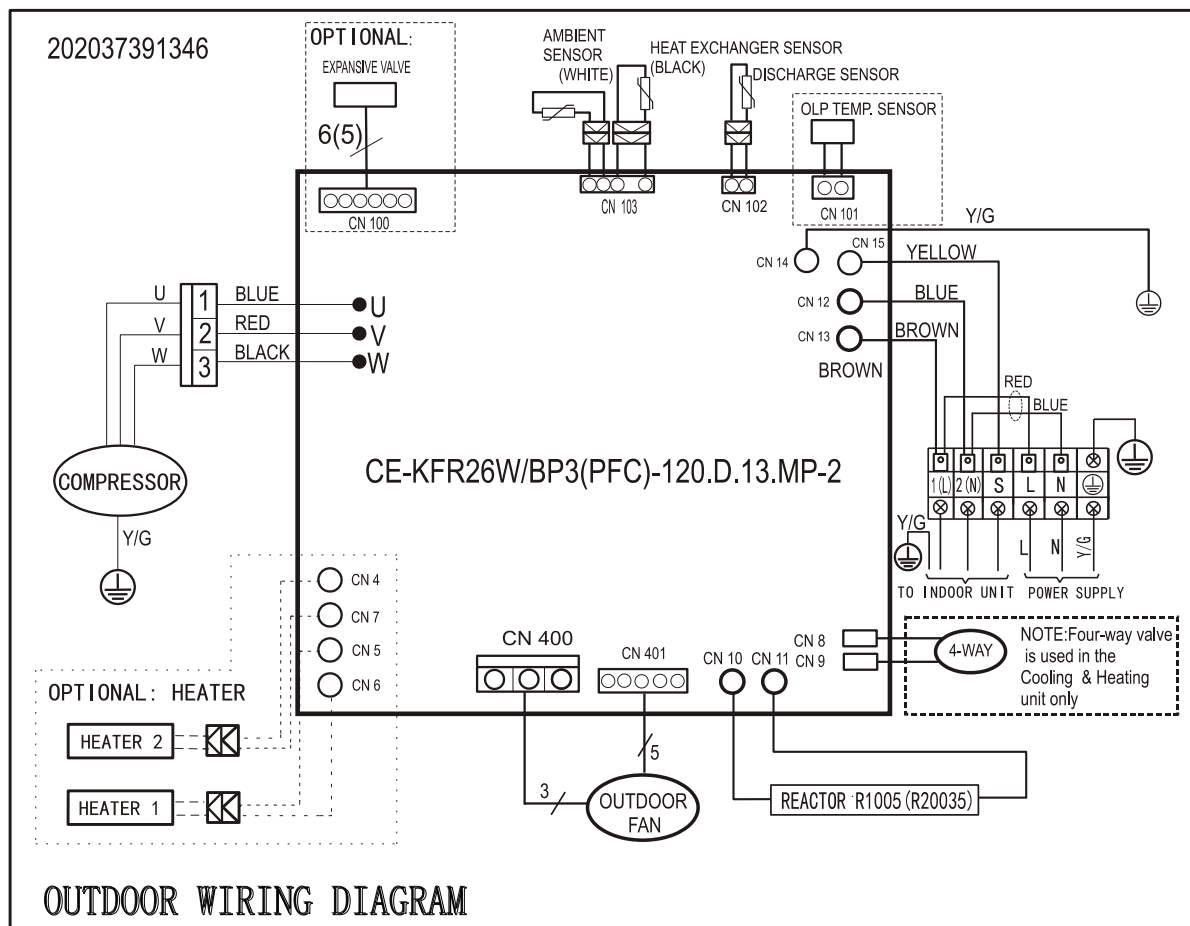 202037391346
OPTIONAL:
EXPANSIVE VALVE
6(5)
CN 100
AMBIENT
SENSOR
(WHITE)
HEAT EXCHANGER SENSOR
(BLACK)
DISCHARGE SENSOR
OLP TEMP. SENSOR
CN 103
CN 102
CN 101
Y/G
CN 14
CN 15
YELLOW
CN 12
BLUE
CN 13
BROWN
BROWN
U
1
BLUE
U
V
2
RED
V
W
3
BLACK
W
RED
BLUE
COMPRESSOR
Y/G
CE-KFR26W/BP3(PFC)-120.D.13.MP-2
1(L)
2(N)
S
L
N
Y/G
L
N
Y/G
TO INDOOR UNIT
POWER SUPPLY
CN 4
CN 7
CN 5
CN 6
OPTIONAL: HEATER
HEATER 2
HEATER 1
CN 400
CN 401
CN 10
CN 11
CN 8
CN 9
4-WAY
NOTE:Four-way valve
is used in the
Cooling & Heating
unit only
3
5
OUTDOOR
FAN
REACTOR R1005(R20035)
OUTDOOR WIRING DIAGRAM